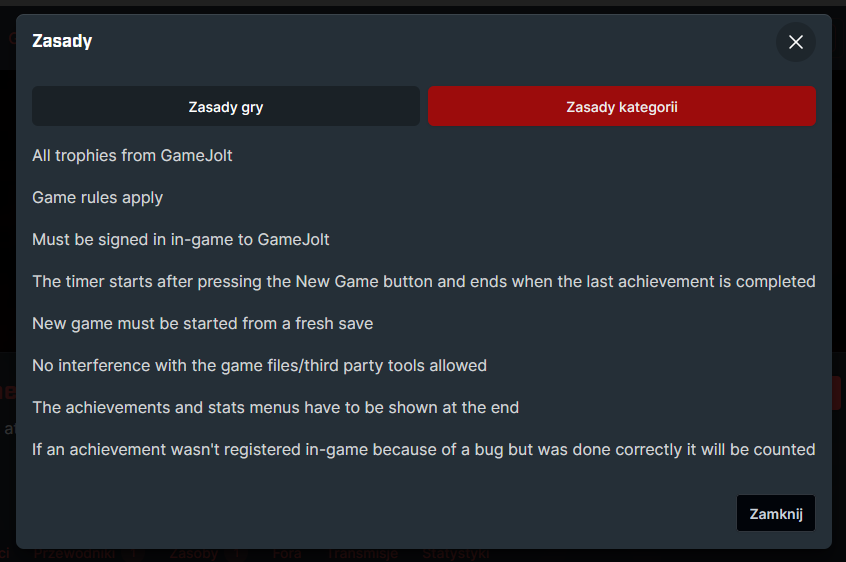 Zasady
Zasady gry
Zasady kategorii
All trophies from GameJolt
Game rules apply
Must be signed in in-game to GameJolt
The timer starts after pressing the New Game button and ends when the last achievement is completed
New game must be started from a fresh save
No interference with the game files/third party tools allowed
The achievements and stats menus have to be shown at the end
If an achievement wasn't registered in-game because of a bug but was done correctly it will be counted
Zamknij
Przewodniki 1
Zasoby
Fora
Transmisje
Statystyki